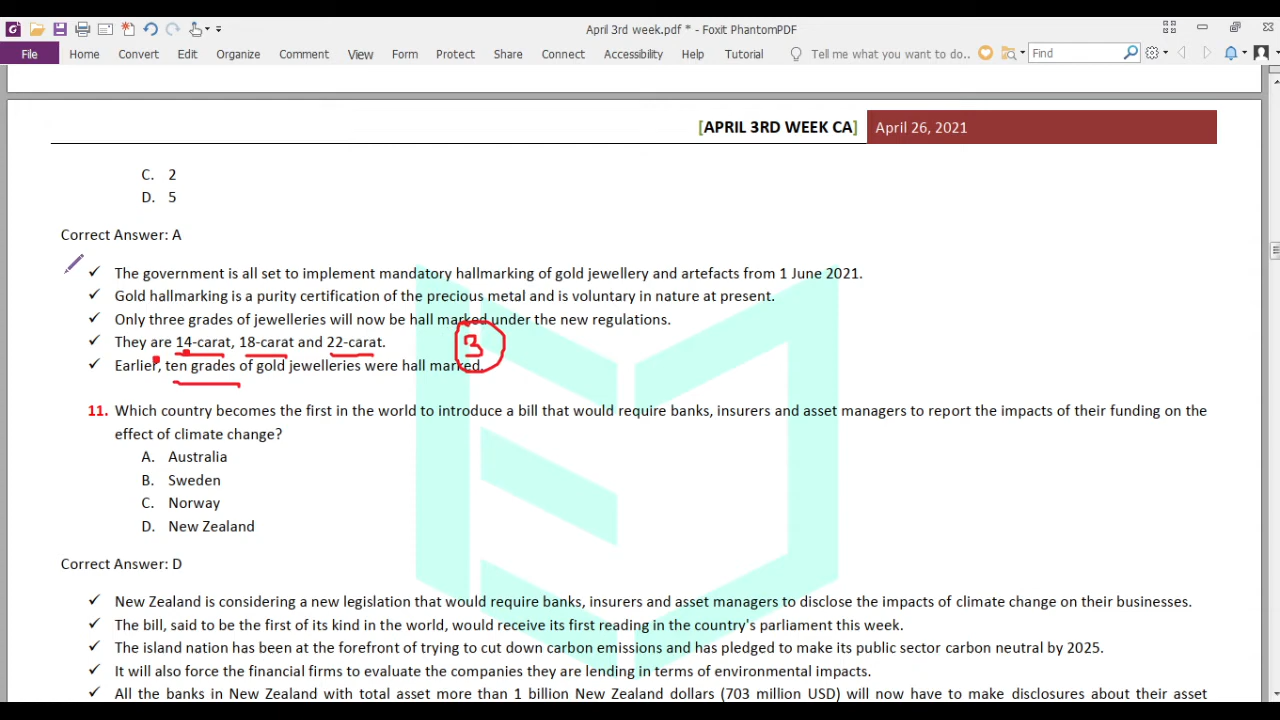 April 3rd week.pdf * - Foxit PhantomPDF
File Home Convert Edit Organize Comment View Form Protect Share Connect Accessibility Help Tutorial Tell me what you want to do.. Find
[APRIL 3RD WEEK CA] April 26, 2021
C. 2
D. 5
Correct Answer: A
✓ The government is all set to implement mandatory hallmarking of gold jewellery and artefacts from 1 June 2021.
✓ Gold hallmarking is a purity certification of the precious metal and is voluntary in nature at present.
✓ Only three grades of jewelleries will now be hall marked under the new regulations.
✓ They are 14-carat, 18-carat and 22-carat. 3
✓ Earlier, ten grades of gold jewelleries were hall marked.
11. Which country becomes the first in the world to introduce a bill that would require banks, insurers and asset managers to report the impacts of their funding on the
effect of climate change?
A. Australia
B. Sweden
C. Norway
D. New Zealand
Correct Answer: D
✓ New Zealand is considering a new legislation that would require banks, insurers and asset managers to disclose the impacts of climate change on their businesses.
✓ The bill, said to be the first of its kind in the world, would receive its first reading in the country's parliament this week.
✓ The island nation has been at the forefront of trying to cut down carbon emissions and has pledged to make its public sector carbon neutral by 2025.
✓ It will also force the financial firms to evaluate the companies they are lending in terms of environmental impacts.
✓ All the banks in New Zealand with total asset more than 1 billion New Zealand dollars (703 million USD) will now have to make disclosures about their asset